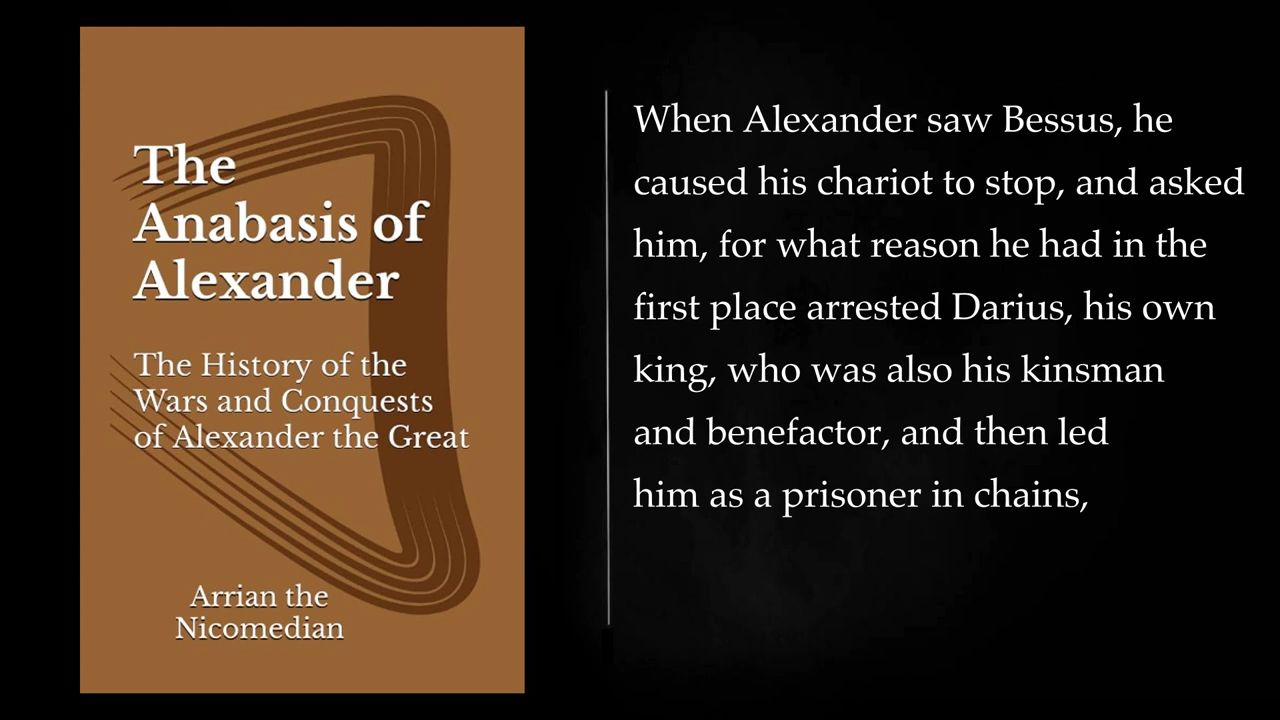 The
Anabasis of
Alexander
The History of the
Wars and Conquests
of Alexander the Great
Arrian the
Nicomedian
When Alexander saw Bessus, he
caused his chariot to stop, and asked
him, for what reason he had in the
first place arrested Darius, his own
king, who was also his kinsman
and benefactor, and then led
him as a prisoner in chains,